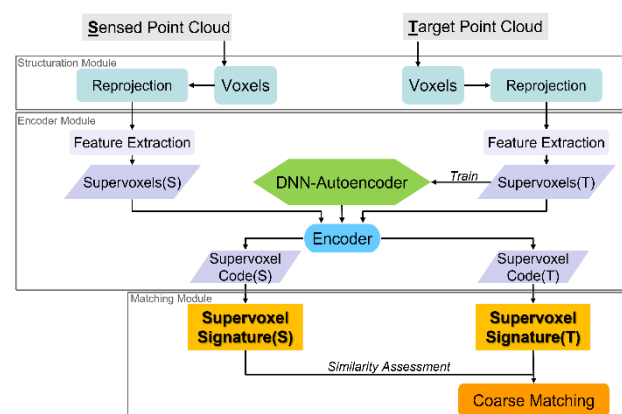 Sensed Point Cloud
Target Point Cloud
Structuration Module
Reprojection
Voxels
Voxels
Reprojection
Encoder Module
Feature Extraction
Feature Extraction
Supervoxels(S)
DNN-Autoencoder
Train
Supervoxels(T)
Encoder
Supervoxel
Code(S)
Supervoxel
Code(T)
Matching Module
Supervoxel
Signature(S)
Supervoxel
Signature(T)
Similarity Assessment
Coarse Matching